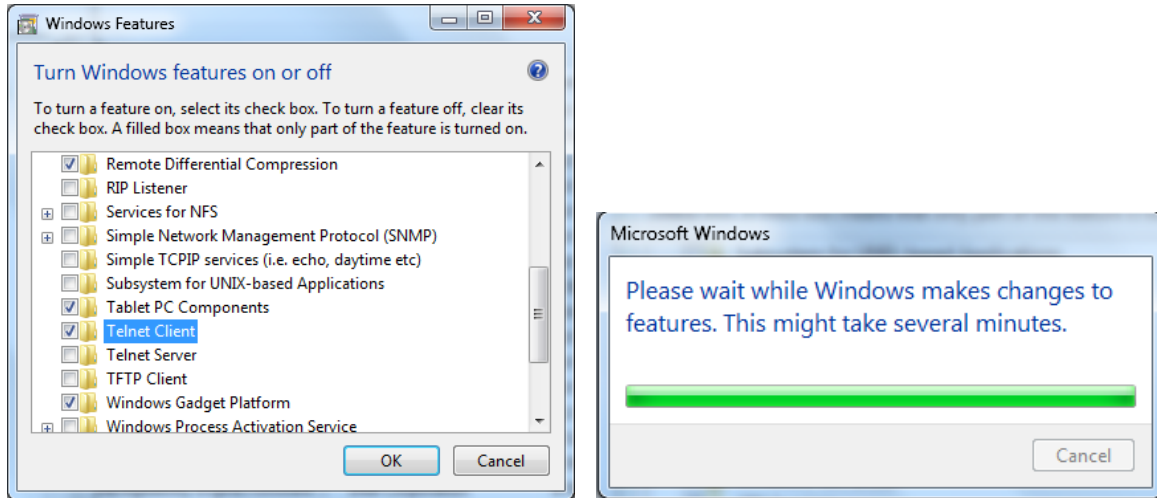 Windows Features
Turn Windows features on or off
To turn a feature on, select its check box. To turn a feature off, clear its
check box. A filled box means that only part of the feature is turned on.
Remote Differential Compression
RIP Listener
Services for NFS
Simple Network Management Protocol (SNMP)
Simple TCPIP services (i.e. echo, daytime etc)
Subsystem for UNIX-based Applications
Tablet PC Components
Telnet Client
Telnet Server
TFTP Client
Windows Gadget Platform
Windows Process Activation Service
OK
Cancel
Microsoft Windows
Please wait while Windows makes changes to
features. This might take several minutes.
Cancel